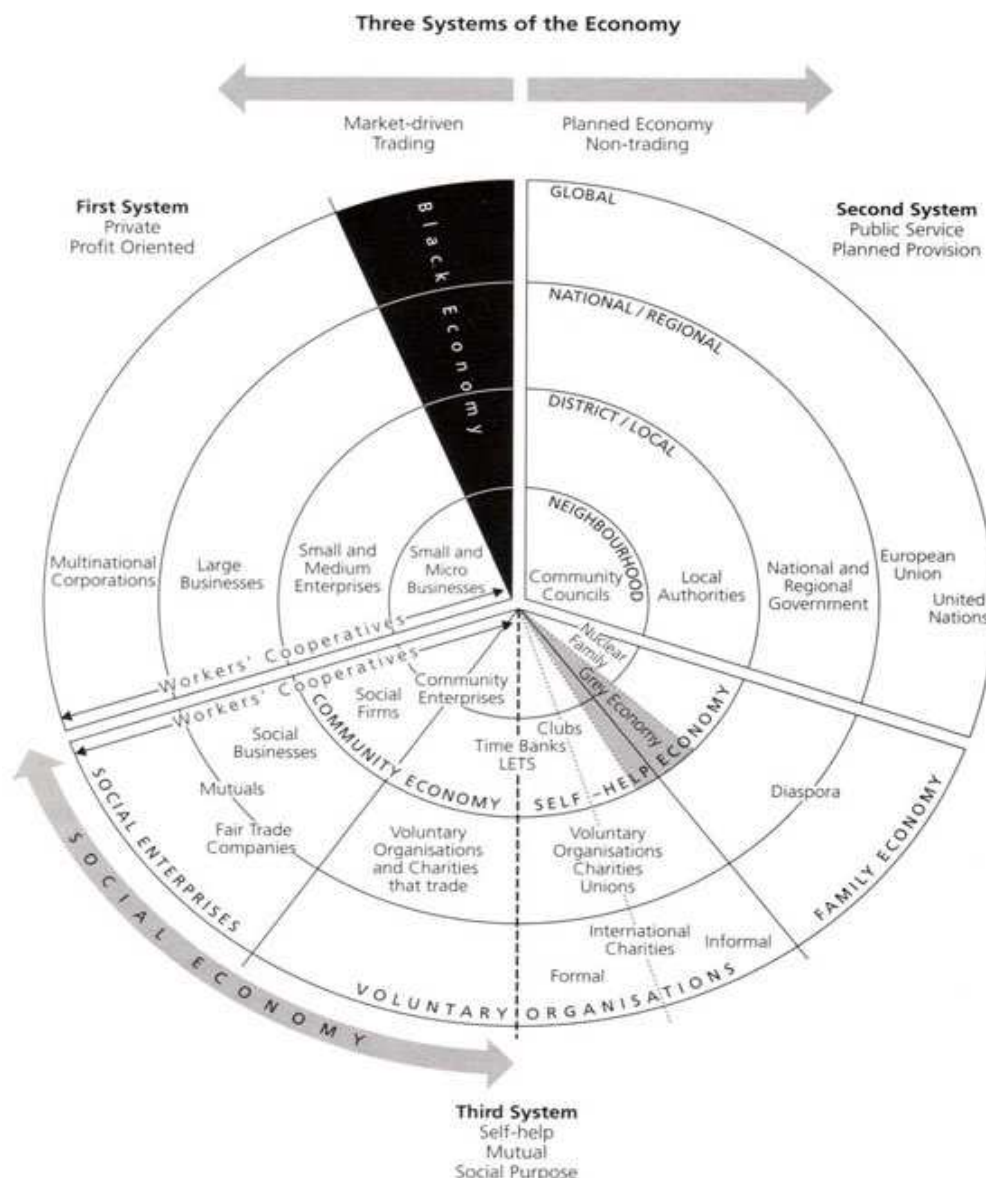 Three Systems of the Economy
Market-driven
Trading
Planned Economy
Non-trading
First System
Private
Profit Oriented
Second System
Public Service
Planned Provision
Black Economy
GLOBAL
NATIONAL / REGIONAL
DISTRICT / LOCAL
NEIGHBOURHOOD
Multinational
Corporations
Large
Businesses
Small and
Medium
Enterprises
Small and
Micro
Businesses
Community
Councils
Local
Authorities
National and
Regional
Government
European
Union
United
Nations
Workers' Cooperatives
Workers' Cooperatives
Nuclear
Family
Grey Economy
Community
Enterprises
Social
Firms
Social
Businesses
Mutuals
Fair Trade
Companies
Clubs
Time Banks
LETS
COMMUNITY ECONOMY
SELF-HELP ECONOMY
Diaspora
Voluntary
Organisations
and Charities
that trade
Voluntary
Organisations
Charities
Unions
International
Charities
Informal
Formal
SOCIAL ENTERPRISES
VOLUNTARY ORGANISATIONS
FAMILY ECONOMY
SOCIAL ECONOMY
Third System
Self-help
Mutual
Social Purpose